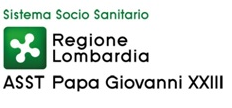 Sistema Socio Sanitario
Regione
Lombardia
ASST Papa Giovanni XXIII